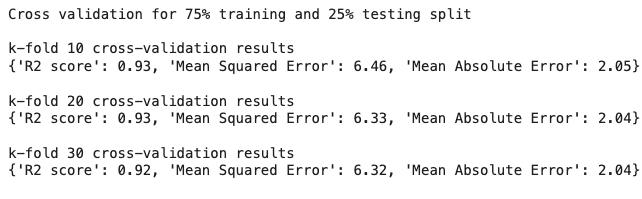 Cross validation for 75% training and 25% testing split
k-fold 10 cross-validation results
{'R2 score': 0.93, 'Mean Squared Error': 6.46, 'Mean Absolute Error': 2.05}
k-fold 20 cross-validation results
{'R2 score': 0.93, 'Mean Squared Error': 6.33, 'Mean Absolute Error': 2.04}
k-fold 30 cross-validation results
{'R2 score': 0.92, 'Mean Squared Error': 6.32, 'Mean Absolute Error': 2.04}